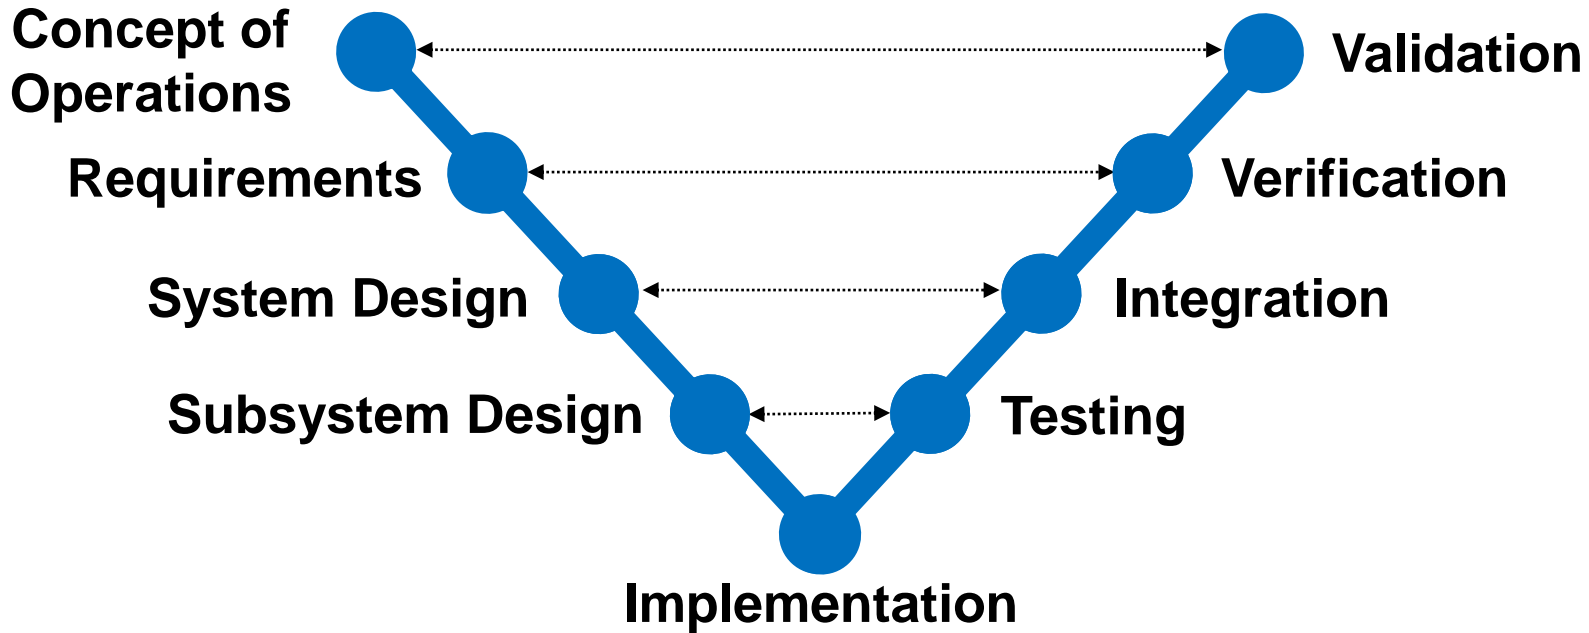 Concept of
Operations
Validation
Requirements
Verification
System Design
Integration
Subsystem Design
Testing
Implementation